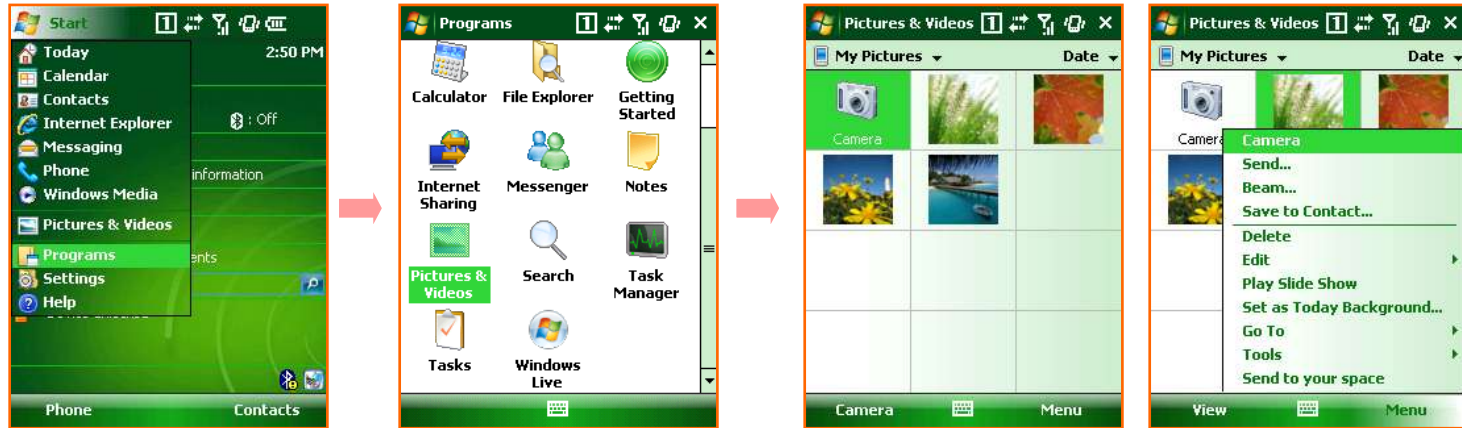 Start
1
Today
2:50 PM
Calendar
Contacts
Internet Explorer
: Off
Messaging
Phone
information
Windows Media
Pictures & Videos
Programs
ents
Settings
Help
Phone
Contacts
Programs
1
Calculator
File Explorer
Getting
Started
Internet
Sharing
Messenger
Notes
Pictures &
Videos
Search
Task
Manager
Tasks
Windows
Live
Pictures & Videos
1
My Pictures
Date
Camera
Camera
Menu
Pictures & Videos
1
My Pictures
Date
Camera
Camera
Send...
Beam...
Save to Contact...
Delete
Edit
Play Slide Show
Set as Today Background...
Go To
Tools
Send to your space
View
Menu